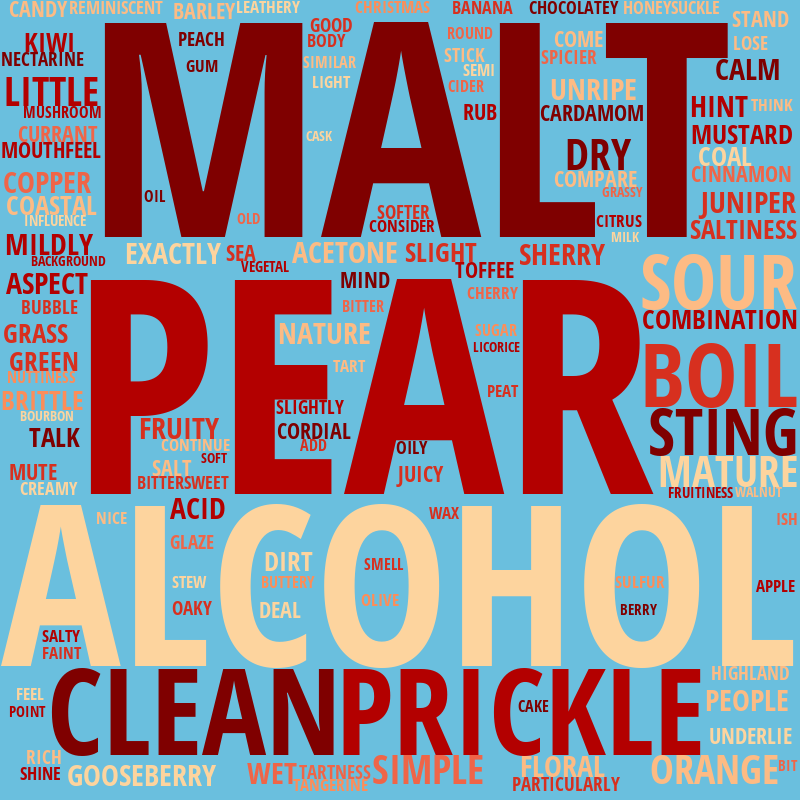 CANDY REMINISCENT BARLEY LEATHERY CHRISTMAS BANANA CHOCOLATEY HONEYSUCKLE
STAND
GOOD
BODY
ROUND
KIWI
PEACH
COME
LOSE
NECTARINE
SIMILAR
STICK
SPICIER
GUM
SEMI
CALM
LIGHT
CIDER
UNRIPE
LITTLE
MUSHROOM
RUB
CARDAMOM
HINT
THINK
CURRANT
CASK
MUSTARD
MOUTHFEEL
MALT
DRY
COAL
CINNAMON
COPPER
COMPARE
GRASSY
OIL
COASTAL
JUNIPER
INFLUENCE
OLD
SOFTER
CONSIDER
CITRUS
SALTINESS
MILK
MILDLY
BACKGROUND
EXACTLY
SEA
VEGETAL
ACETONE
SLIGHT
SHERRY
TOFFEE
ASPECT
MIND
SOUR
BUBBLE
BITTER
CHERRY
COMBINATION
GRASS
NATURE
SUGAR
LICORICE
GREEN
TART
NUTTINESS
BOIL
PEAR
BRITTLE
PEAT
BOURBON
SLIGHTLY
TALK
FRUITY
CORDIAL
STING
CONTINUE
ADD
OILY
SOFT
MUTE
SALT
JUICY
MATURE
CREAMY
BITTERSWEET
FRUITINESS
WALNUT
NICE
ACID
WAX
ISH
GLAZE
DIRT
SMELL
STEW
BUTTERY
SULFUR
APPLE
ALCOHOL
OAKY
DEAL
OLIVE
BERRY
SALTY
FAINT
HIGHLAND
FEEL
CLEAN
PRICKLE
PEOPLE
POINT
CAKE
UNDERLIE
RICH
SHINE
GOOSEBERRY
WET
TARTNESS
TANGERINE
SIMPLE
FLORAL
PARTICULARLY
ORANGE
BIT